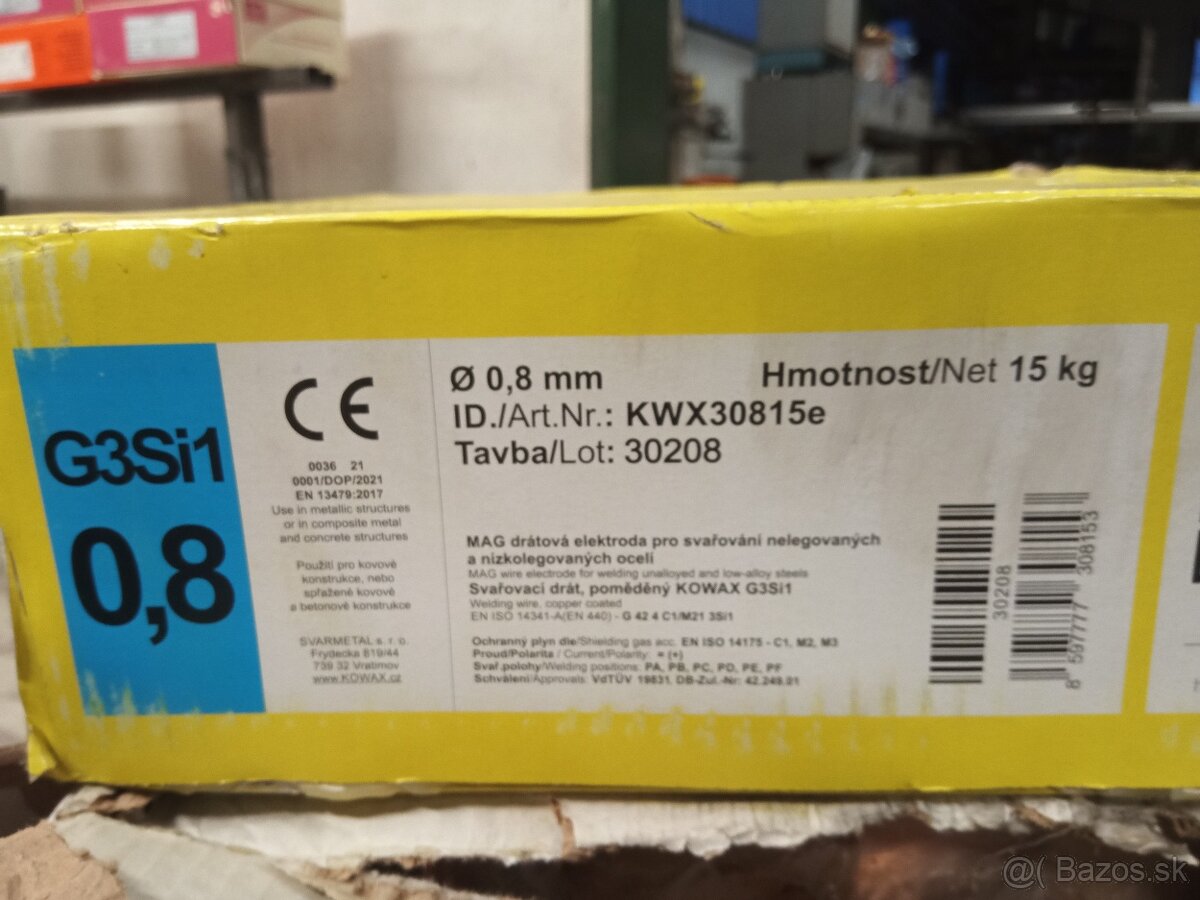 G3Si1
0,8
CE
0036 21
0001/DOP/2021
EN 13479:2017
Use in metallic structures
or in composite metal
and concrete structures
Použití pro kovové
konstrukce, nebo
spřažené kovové
a betonové konstrukce
SVARMETAL s. r. o.
Frydecka 819/44
739 32 Vratimov
www.KOWAX.cz
Ø 0,8 mm
Hmotnost/Net 15 kg
ID./Art.Nr.: KWX30815e
Tavba/Lot: 30208
MAG drátová elektroda pro svařování nelegovaných
a nízkolegovaných ocelí
MAG wire electrode for welding unalloyed and low-alloy steels
Svařovací drát, poměděný KOWAX G3Si1
Welding wire, copper coated
EN ISO 14341-A(EN 440) - G 42 4 C1/M21 3Si1
Ochranný plyn dle/Shielding gas acc. EN ISO 14175 - C1, M2, M3
Proud/Polarita / Current/Polarity: = (+)
Svař.polohy/Welding positions: PA, PB, PC, PD, PE, PF
Schválení/Approvals: VdTÜV 19831, DB-Zul.-Nr: 42.249.01
30208
8 597777 308153
@( Bazos.sk